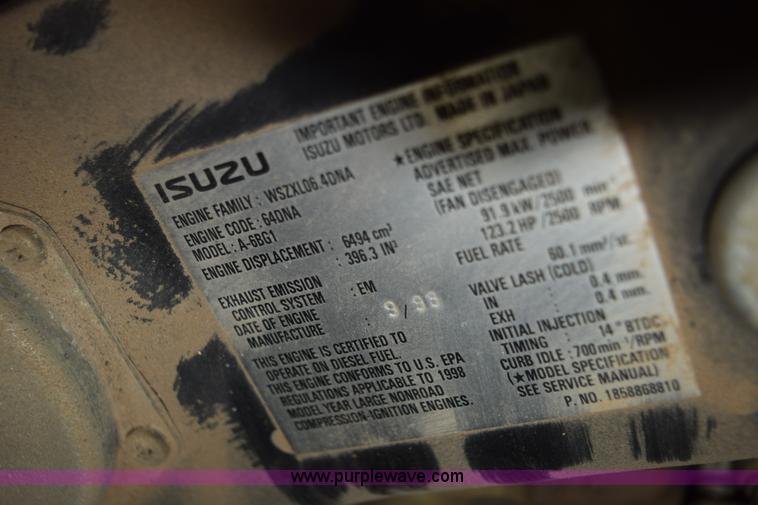 IMPORTANT ENGINE INFORMATION
ISUZU MOTORS LTD. MADE IN JAPAN
ISUZU
ENGINE FAMILY : WSZXL06.4DNA
ENGINE CODE : 64DNA
MODEL : A-6BG1
ENGINE DISPLACEMENT : 6494 cm³
: 396.3 IN³
EXHAUST EMISSION
CONTROL SYSTEM : EM
DATE OF ENGINE
MANUFACTURE : 9/98
THIS ENGINE IS CERTIFIED TO
OPERATE ON DIESEL FUEL.
THIS ENGINE CONFORMS TO U.S. EPA
REGULATIONS APPLICABLE TO 1998
MODEL YEAR LARGE NONROAD
COMPRESSION-IGNITION ENGINES.
★ENGINE SPECIFICATION
ADVERTISED MAX. POWER
SAE NET
(FAN DISENGAGED)
91.9 kW/2500 min⁻¹
123.2 HP/2500 RPM
FUEL RATE
60.1 mm³/st.
VALVE LASH (COLD)
IN : 0.4 mm.
EXH : 0.4 mm.
INITIAL INJECTION
TIMING : 14° BTDC
CURB IDLE : 700 min⁻¹/RPM
(★MODEL SPECIFICATION
SEE SERVICE MANUAL)
P. NO. 1858868810
www.purplewave.com